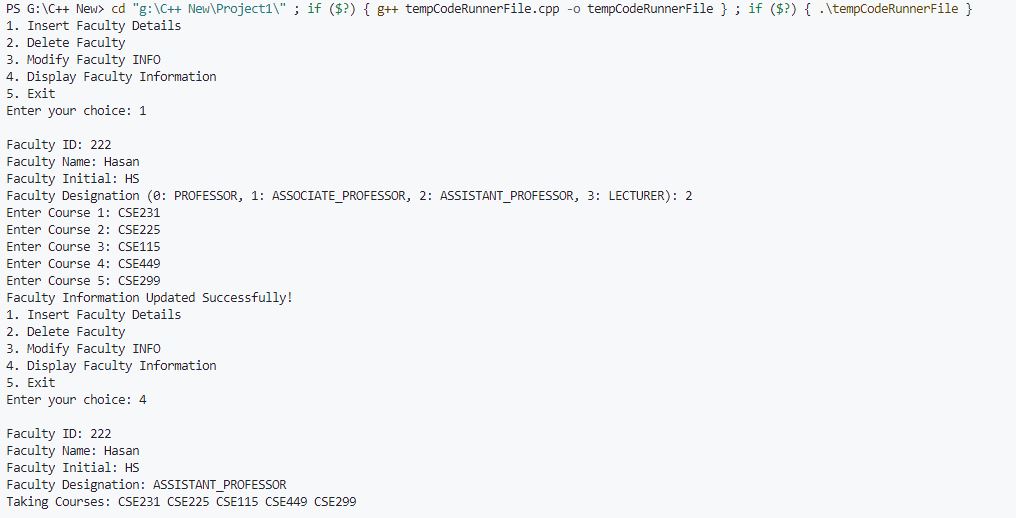 PS G:\C++ New> cd "g:\C++ New\Project1\" ; if ($?) { g++ tempCodeRunnerFile.cpp -o tempCodeRunnerFile } ; if ($?) { .\tempCodeRunnerFile }
1. Insert Faculty Details
2. Delete Faculty
3. Modify Faculty INFO
4. Display Faculty Information
5. Exit
Enter your choice: 1

Faculty ID: 222
Faculty Name: Hasan
Faculty Initial: HS
Faculty Designation (0: PROFESSOR, 1: ASSOCIATE_PROFESSOR, 2: ASSISTANT_PROFESSOR, 3: LECTURER): 2
Enter Course 1: CSE231
Enter Course 2: CSE225
Enter Course 3: CSE115
Enter Course 4: CSE449
Enter Course 5: CSE299
Faculty Information Updated Successfully!
1. Insert Faculty Details
2. Delete Faculty
3. Modify Faculty INFO
4. Display Faculty Information
5. Exit
Enter your choice: 4

Faculty ID: 222
Faculty Name: Hasan
Faculty Initial: HS
Faculty Designation: ASSISTANT_PROFESSOR
Taking Courses: CSE231 CSE225 CSE115 CSE449 CSE299